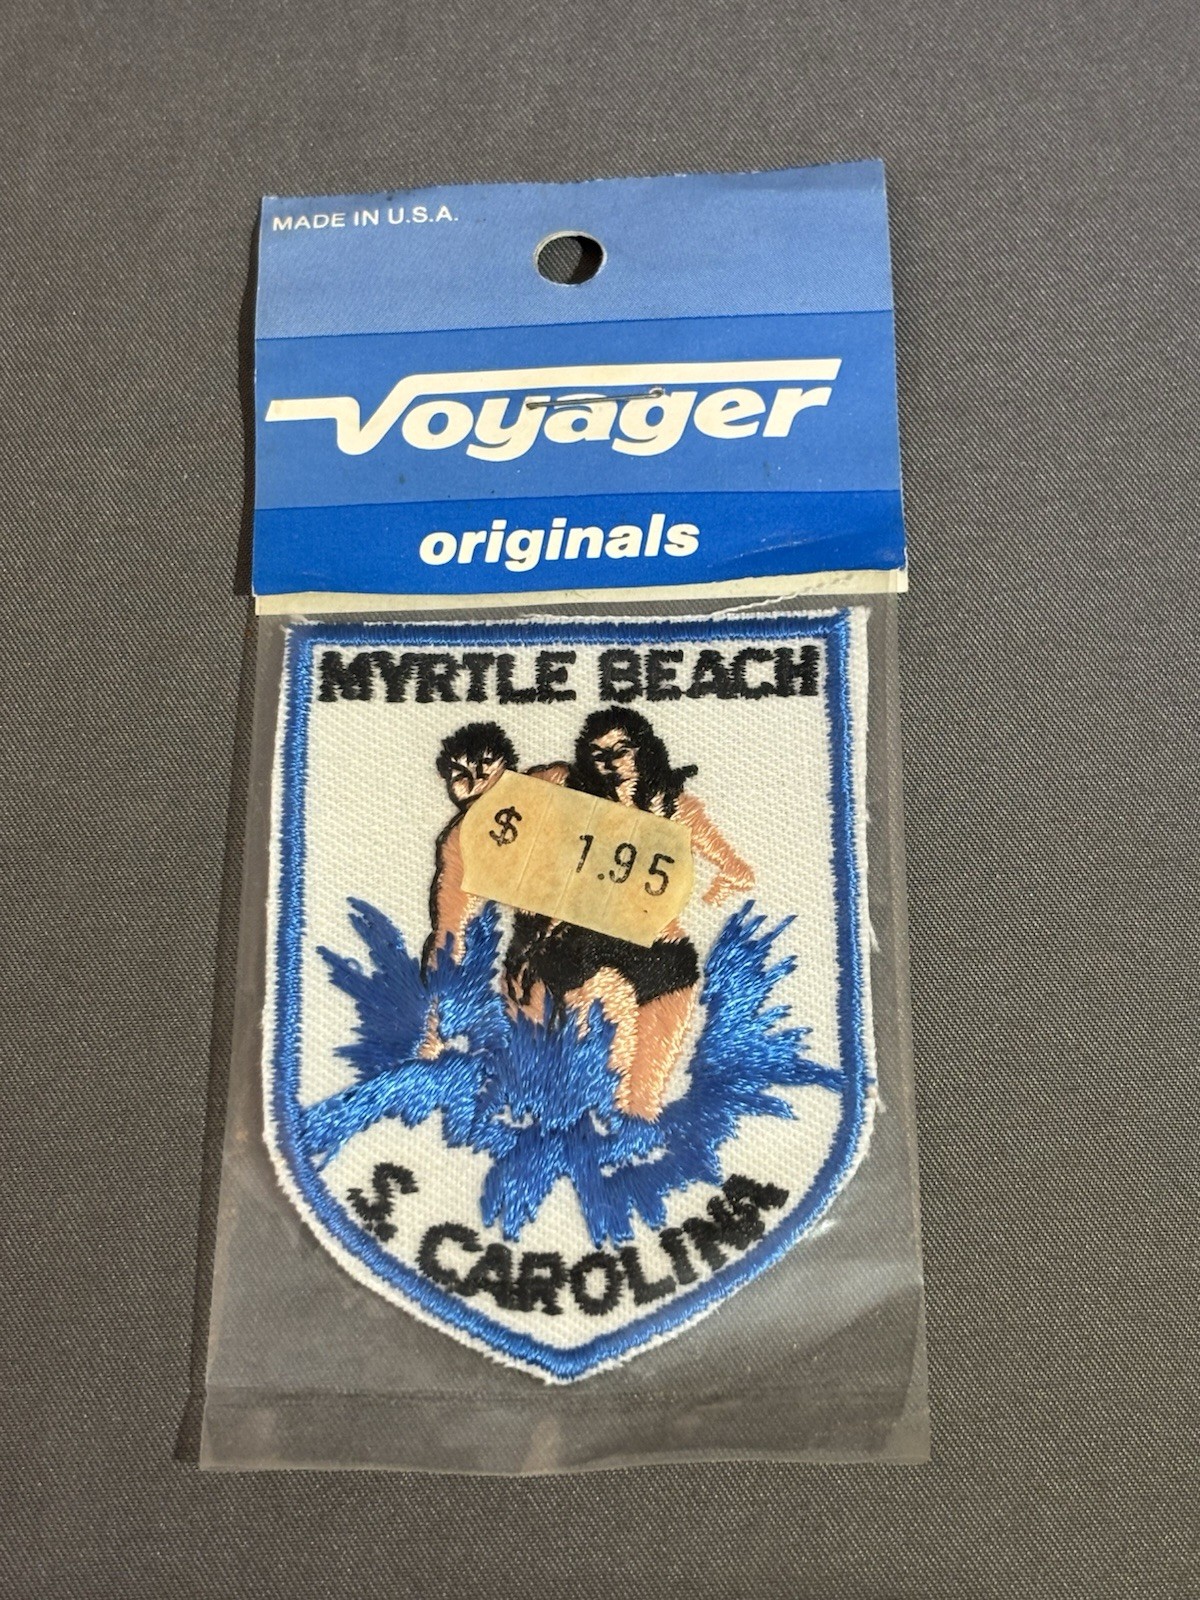 MADE IN U.S.A.
Voyager
originals
MYRTLE BEACH
$ 1.95
S. CAROLINA